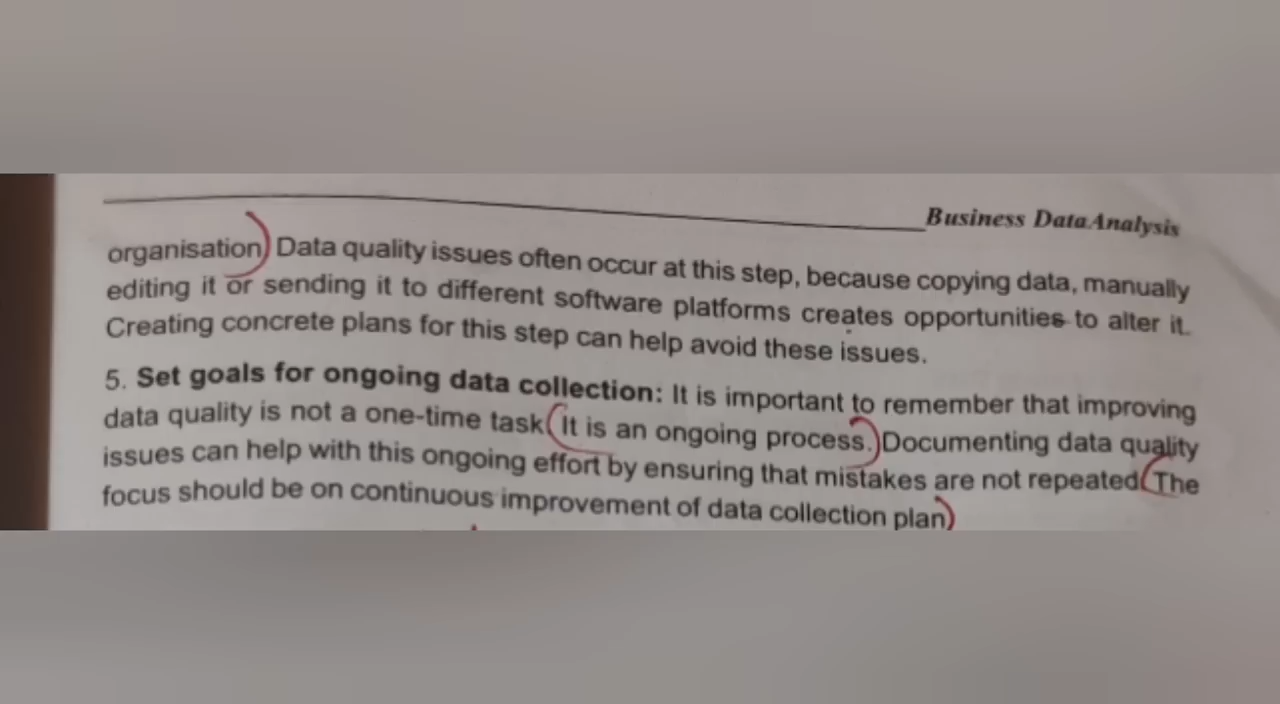 Business Data Analysis
organisation) Data quality issues often occur at this step, because copying data, manually
editing it or sending it to different software platforms creates opportunities to alter it.
Creating concrete plans for this step can help avoid these issues.
5. Set goals for ongoing data collection: It is important to remember that improving
data quality is not a one-time task (It is an ongoing process.) Documenting data quality
issues can help with this ongoing effort by ensuring that mistakes are not repeated (The
focus should be on continuous improvement of data collection plan)